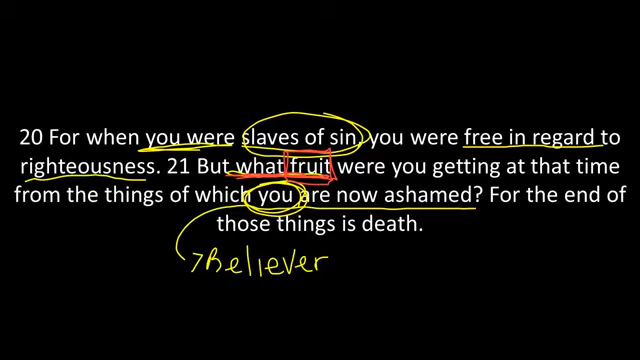 20 For when you were slaves of sin, you were free in regard to
righteousness. 21 But what fruit were you getting at that time
from the things of which you are now ashamed? For the end of
those things is death.
Believer